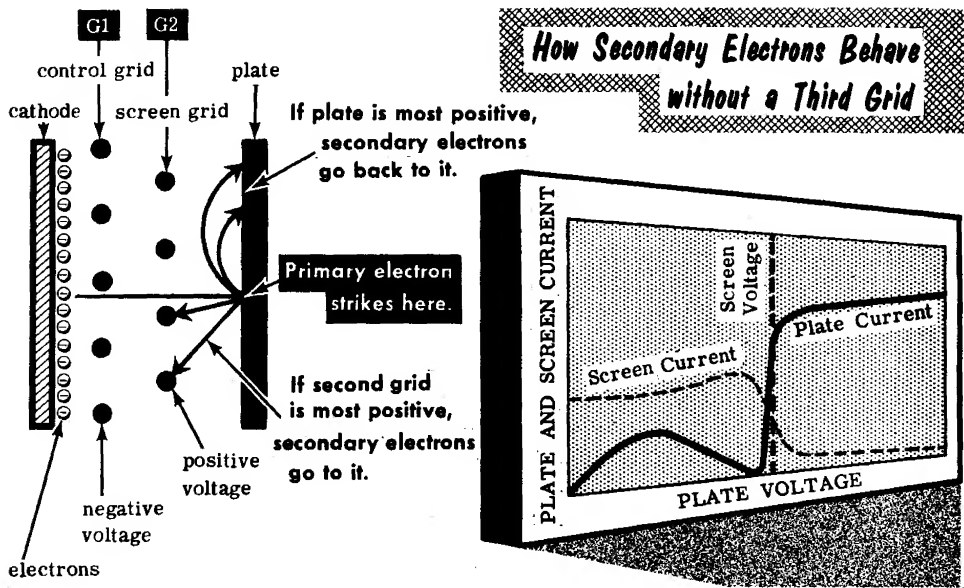 G1
G2
control grid
plate
cathode
screen grid
If plate is most positive,
secondary electrons
go back to it.
Primary electron
strikes here.
If second grid
is most positive,
secondary electrons
go to it.
positive
voltage
negative
voltage
electrons
How Secondary Electrons Behave
without a Third Grid
PLATE AND SCREEN CURRENT
Screen
Voltage
Plate Current
Screen Current
PLATE VOLTAGE